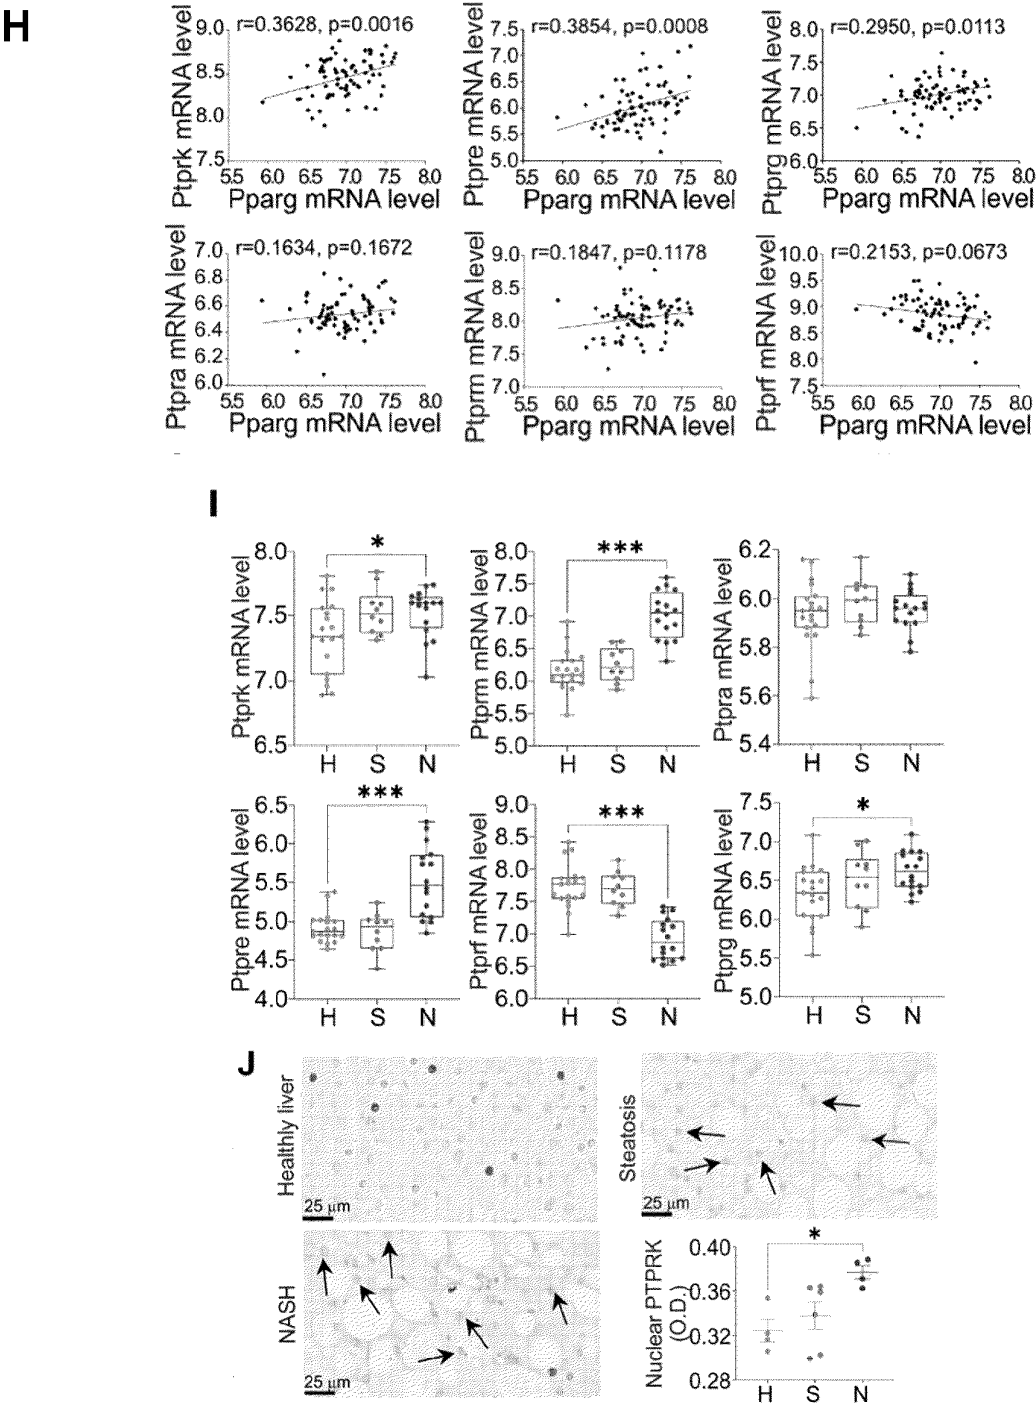 H
r=0.3628, p=0.0016
Ptprk mRNA level
9.0
8.5
8.0
7.5
5.5 6.0 6.5 7.0 7.5 8.0
Pparg mRNA level
r=0.3854, p=0.0008
Ptpre mRNA level
7.5
7.0
6.5
6.0
5.5
5.0
5.5 6.0 6.5 7.0 7.5 8.0
Pparg mRNA level
r=0.2950, p=0.0113
Ptprg mRNA level
8.0
7.5
7.0
6.5
6.0
5.5 6.0 6.5 7.0 7.5 8.0
Pparg mRNA level
r=0.1634, p=0.1672
Ptpra mRNA level
7.0
6.8
6.6
6.4
6.2
6.0
5.5 6.0 6.5 7.0 7.5 8.0
Pparg mRNA level
r=0.1847, p=0.1178
Ptprm mRNA level
9.0
8.5
8.0
7.5
7.0
5.5 6.0 6.5 7.0 7.5 8.0
Pparg mRNA level
r=0.2153, p=0.0673
Ptprf mRNA level
10.0
9.5
9.0
8.5
8.0
7.5
5.5 6.0 6.5 7.0 7.5 8.0
Pparg mRNA level
I
Ptprk mRNA level
8.0
7.5
7.0
6.5
*
H S N
Ptprm mRNA level
8.0
7.5
7.0
6.5
6.0
5.5
5.0
***
H S N
Ptpra mRNA level
6.2
6.0
5.8
5.6
5.4
H S N
Ptpre mRNA level
6.5
6.0
5.5
5.0
4.5
4.0
***
H S N
Ptprf mRNA level
9.0
8.5
8.0
7.5
7.0
6.5
6.0
***
H S N
Ptprg mRNA level
7.5
7.0
6.5
6.0
5.5
5.0
*
H S N
J
Healthly liver
25 µm
Steatosis
25 µm
NASH
25 µm
Nuclear PTPRK
(O.D.)
0.40
0.36
0.32
0.28
*
H S N